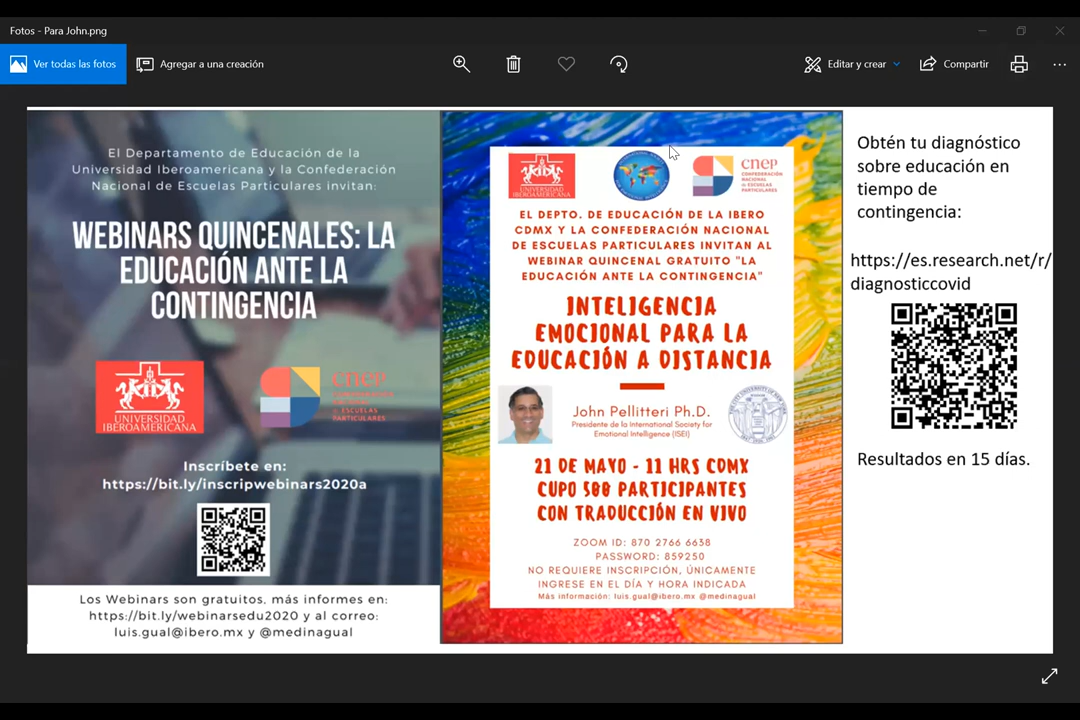 Fotos - Para John.png
Ver todas las fotos
Agregar a una creación
Editar y crear
Compartir
El Departamento de Educación de la
Universidad Iberoamericana y la Confederación
Nacional de Escuelas Particulares invitan:
WEBINARS QUINCENALES: LA
EDUCACIÓN ANTE LA
CONTINGENCIA
UNIVERSIDAD
IBEROAMERICANA
cnep
CONFEDERACIÓN
NACIONAL
DE ESCUELAS
PARTICULARES
Inscríbete en:
https://bit.ly/inscripwebinars2020a
Los Webinars son gratuitos, más informes en:
https://bit.ly/webinarsedu2020 y al correo:
luis.gual@ibero.mx y @medinagual
UNIVERSIDAD
IBEROAMERICANA
cnep
CONFEDERACIÓN
NACIONAL
DE ESCUELAS
PARTICULARES
EL DEPTO. DE EDUCACIÓN DE LA IBERO
CDMX Y LA CONFEDERACIÓN NACIONAL
DE ESCUELAS PARTICULARES INVITAN AL
WEBINAR QUINCENAL GRATUITO "LA
EDUCACIÓN ANTE LA CONTINGENCIA"
INTELIGENCIA
EMOCIONAL PARA LA
EDUCACIÓN A DISTANCIA
John Pellitteri Ph.D.
Presidente de la International Society for
Emotional Intelligence (ISEI)
21 DE MAYO - 11 HRS CDMX
CUPO 500 PARTICIPANTES
CON TRADUCCIÓN EN VIVO
ZOOM ID: 870 2766 6638
PASSWORD: 859250
NO REQUIERE INSCRIPCIÓN, ÚNICAMENTE
INGRESE EN EL DÍA Y HORA INDICADA
Más información: luis.gual@ibero.mx @medinagual
Obtén tu diagnóstico
sobre educación en
tiempo de
contingencia:
https://es.research.net/r/
diagnosticcovid
Resultados en 15 días.